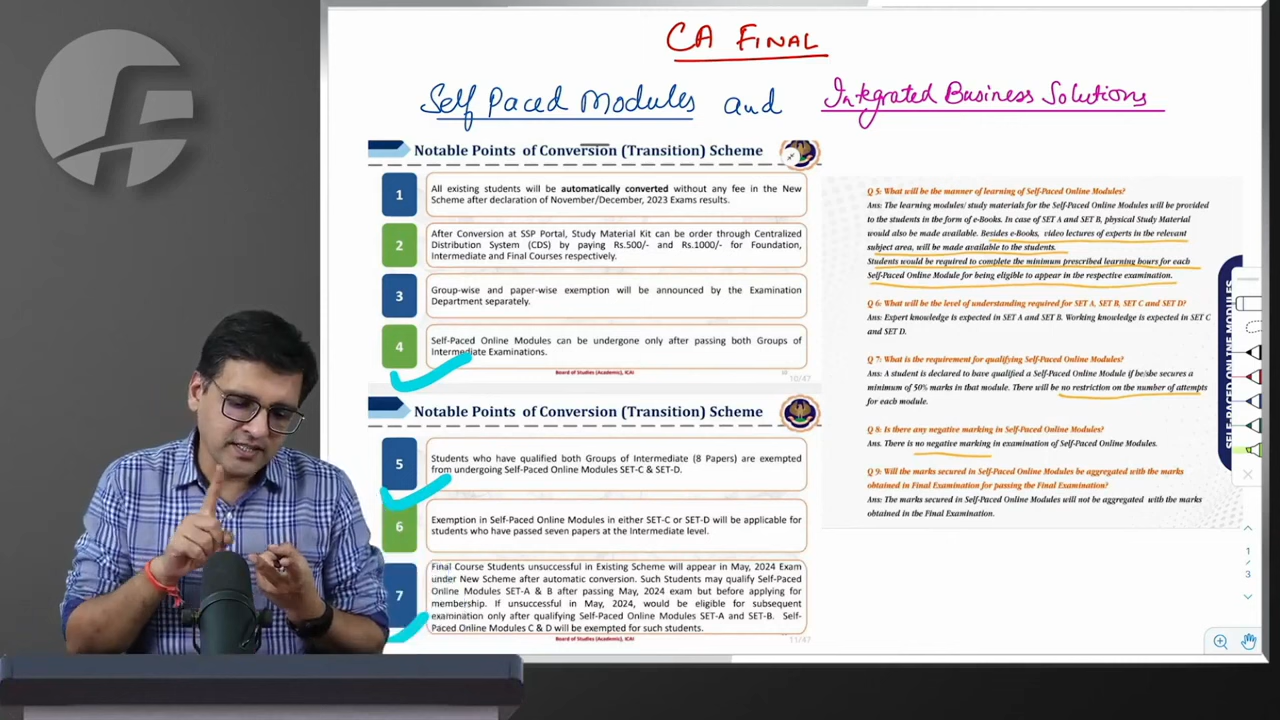 CA FINAL
Self Paced Modules and Integrated Business Solutions
Notable Points of Conversion (Transition) Scheme
1
All existing students will be automatically converted without any fee in the New
Scheme after declaration of November/December, 2023 Exams results.
2
After Conversion at SSP Portal, Study Material Kit can be order through Centralized
Distribution System (CDS) by paying Rs.500/- and Rs.1000/- for Foundation,
Intermediate and Final Courses respectively.
3
Group-wise and paper-wise exemption will be announced by the Examination
Department separately.
4
Self-Paced Online Modules can be undergone only after passing both Groups of
Intermediate Examinations.
Board of Studies (Academic), ICAI
10/47
Notable Points of Conversion (Transition) Scheme
5
Students who have qualified both Groups of Intermediate (8 Papers) are exempted
from undergoing Self-Paced Online Modules SET-C & SET-D.
6
Exemption in Self-Paced Online Modules in either SET-C or SET-D will be applicable for
students who have passed seven papers at the Intermediate level.
7
Final Course Students unsuccessful in Existing Scheme will appear in May, 2024 Exam
under New Scheme after automatic conversion. Such Students may qualify Self-Paced
Online Modules SET-A & B after passing May, 2024 exam but before applying for
membership. If unsuccessful in May, 2024, would be eligible for subsequent
examination only after qualifying Self-Paced Online Modules SET-A and SET-B. Self-
Paced Online Modules C & D will be exempted for such students.
Board of Studies (Academic), ICAI
11/47
Q 5: What will be the manner of learning of Self-Paced Online Modules?
Ans: The learning modules/ study materials for the Self-Paced Online Modules will be provided
to the students in the form of e-Books. In case of SET A and SET B, physical Study Material
would also be made available. Besides e-Books, video lectures of experts in the relevant
subject area, will be made available to the students.
Students would be required to complete the minimum prescribed learning hours for each
Self-Paced Online Module for being eligible to appear in the respective examination.
Q 6: What will be the level of understanding required for SET A, SET B, SET C and SET D?
Ans: Expert knowledge is expected in SET A and SET B. Working knowledge is expected in SET C
and SET D.
Q 7: What is the requirement for qualifying Self-Paced Online Modules?
Ans: A student is declared to have qualified a Self-Paced Online Module if he/she secures a
minimum of 50% marks in that module. There will be no restriction on the number of attempts
for each module.
Q 8: Is there any negative marking in Self-Paced Online Modules?
Ans. There is no negative marking in examination of Self-Paced Online Modules.
Q 9: Will the marks secured in Self-Paced Online Modules be aggregated with the marks
obtained in Final Examination for passing the Final Examination?
Ans: The marks secured in Self-Paced Online Modules will not be aggregated with the marks
obtained in the Final Examination.
SELF-PACED ONLINE MODULES
1
3